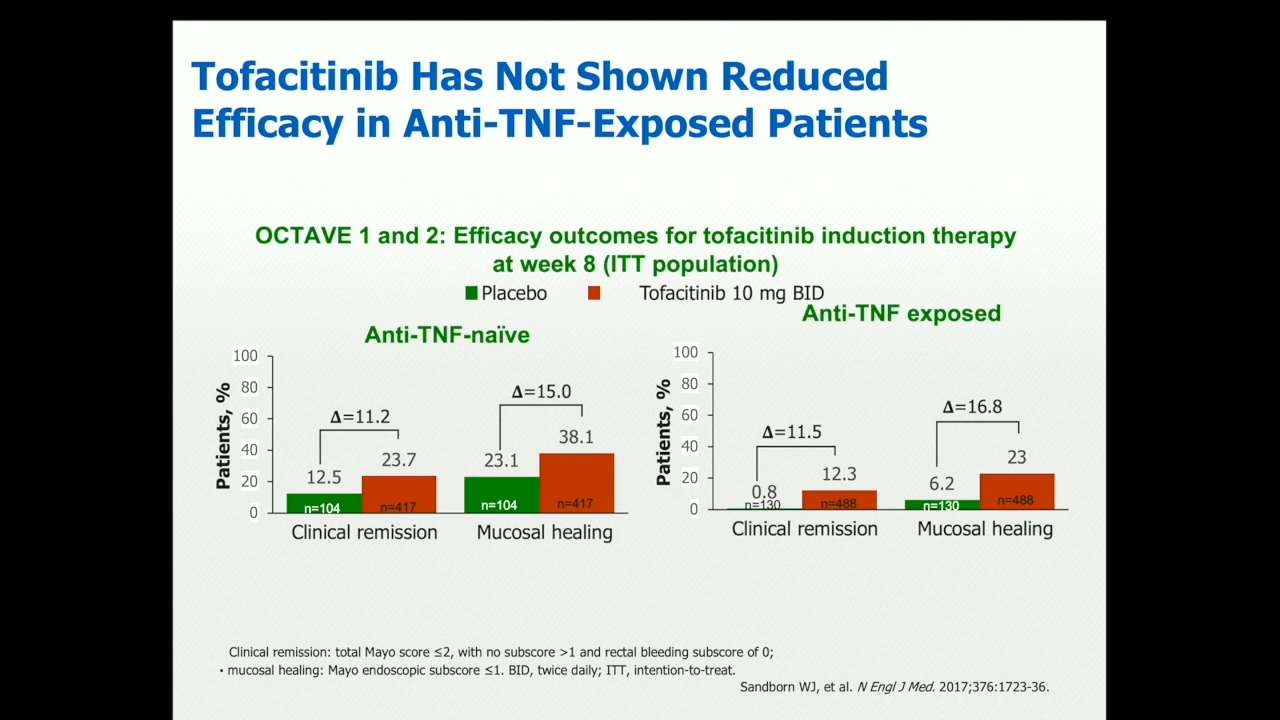 Tofacitinib Has Not Shown Reduced
Efficacy in Anti-TNF-Exposed Patients
OCTAVE 1 and 2: Efficacy outcomes for tofacitinib induction therapy
at week 8 (ITT population)
Placebo Tofacitinib 10 mg BID
Anti-TNF-naïve
Patients, %
100
80
60
40
20
0
Δ=11.2
12.5
23.7
n=104
n=417
Δ=15.0
23.1
38.1
n=104
n=417
Clinical remission Mucosal healing
Anti-TNF exposed
Patients, %
100
80
60
40
20
0
Δ=11.5
0.8
12.3
n=130
n=488
Δ=16.8
6.2
23
n=130
n=488
Clinical remission Mucosal healing
Clinical remission: total Mayo score ≤2, with no subscore >1 and rectal bleeding subscore of 0;
• mucosal healing: Mayo endoscopic subscore ≤1. BID, twice daily; ITT, intention-to-treat.
Sandborn WJ, et al. N Engl J Med. 2017;376:1723-36.